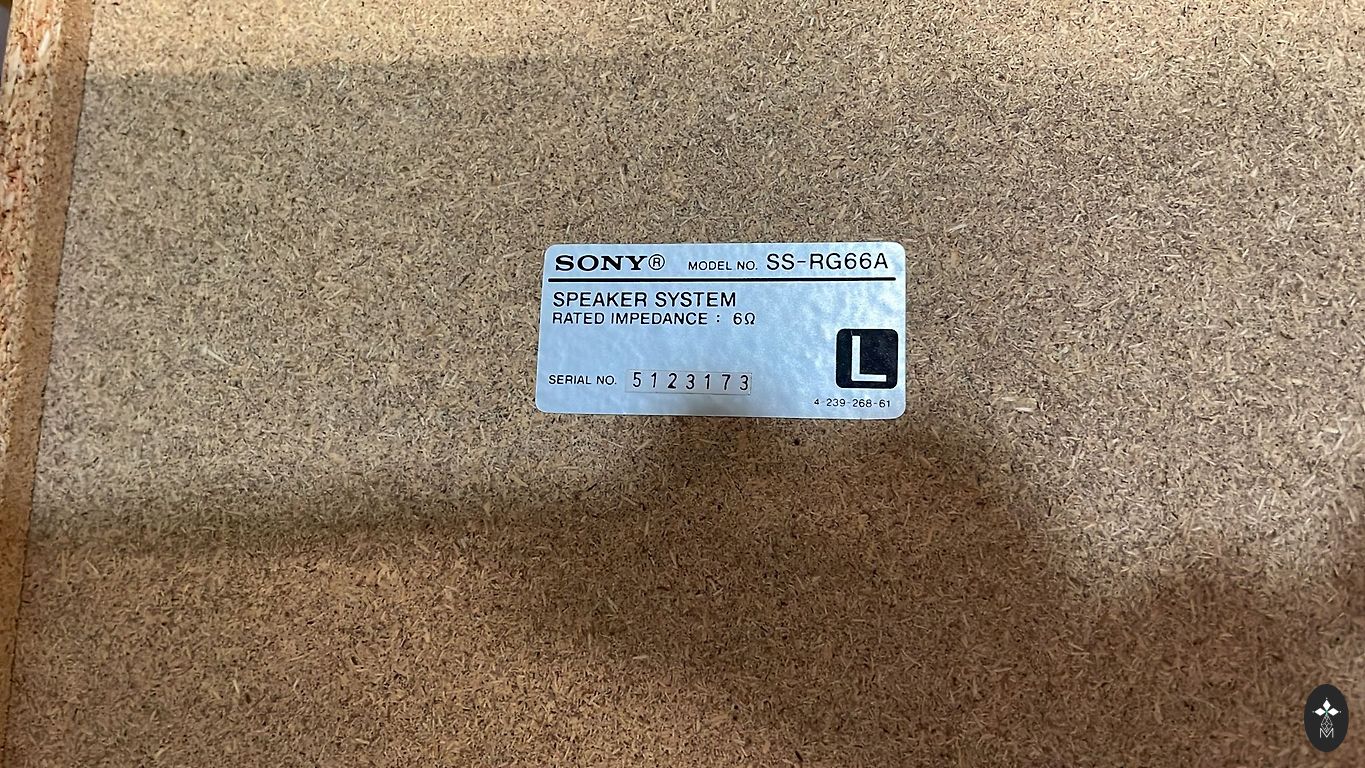 SONY® MODEL NO. SS-RG66A
SPEAKER SYSTEM
RATED IMPEDANCE : 6Ω
L
SERIAL NO. 5123173
4-239-268-61
M